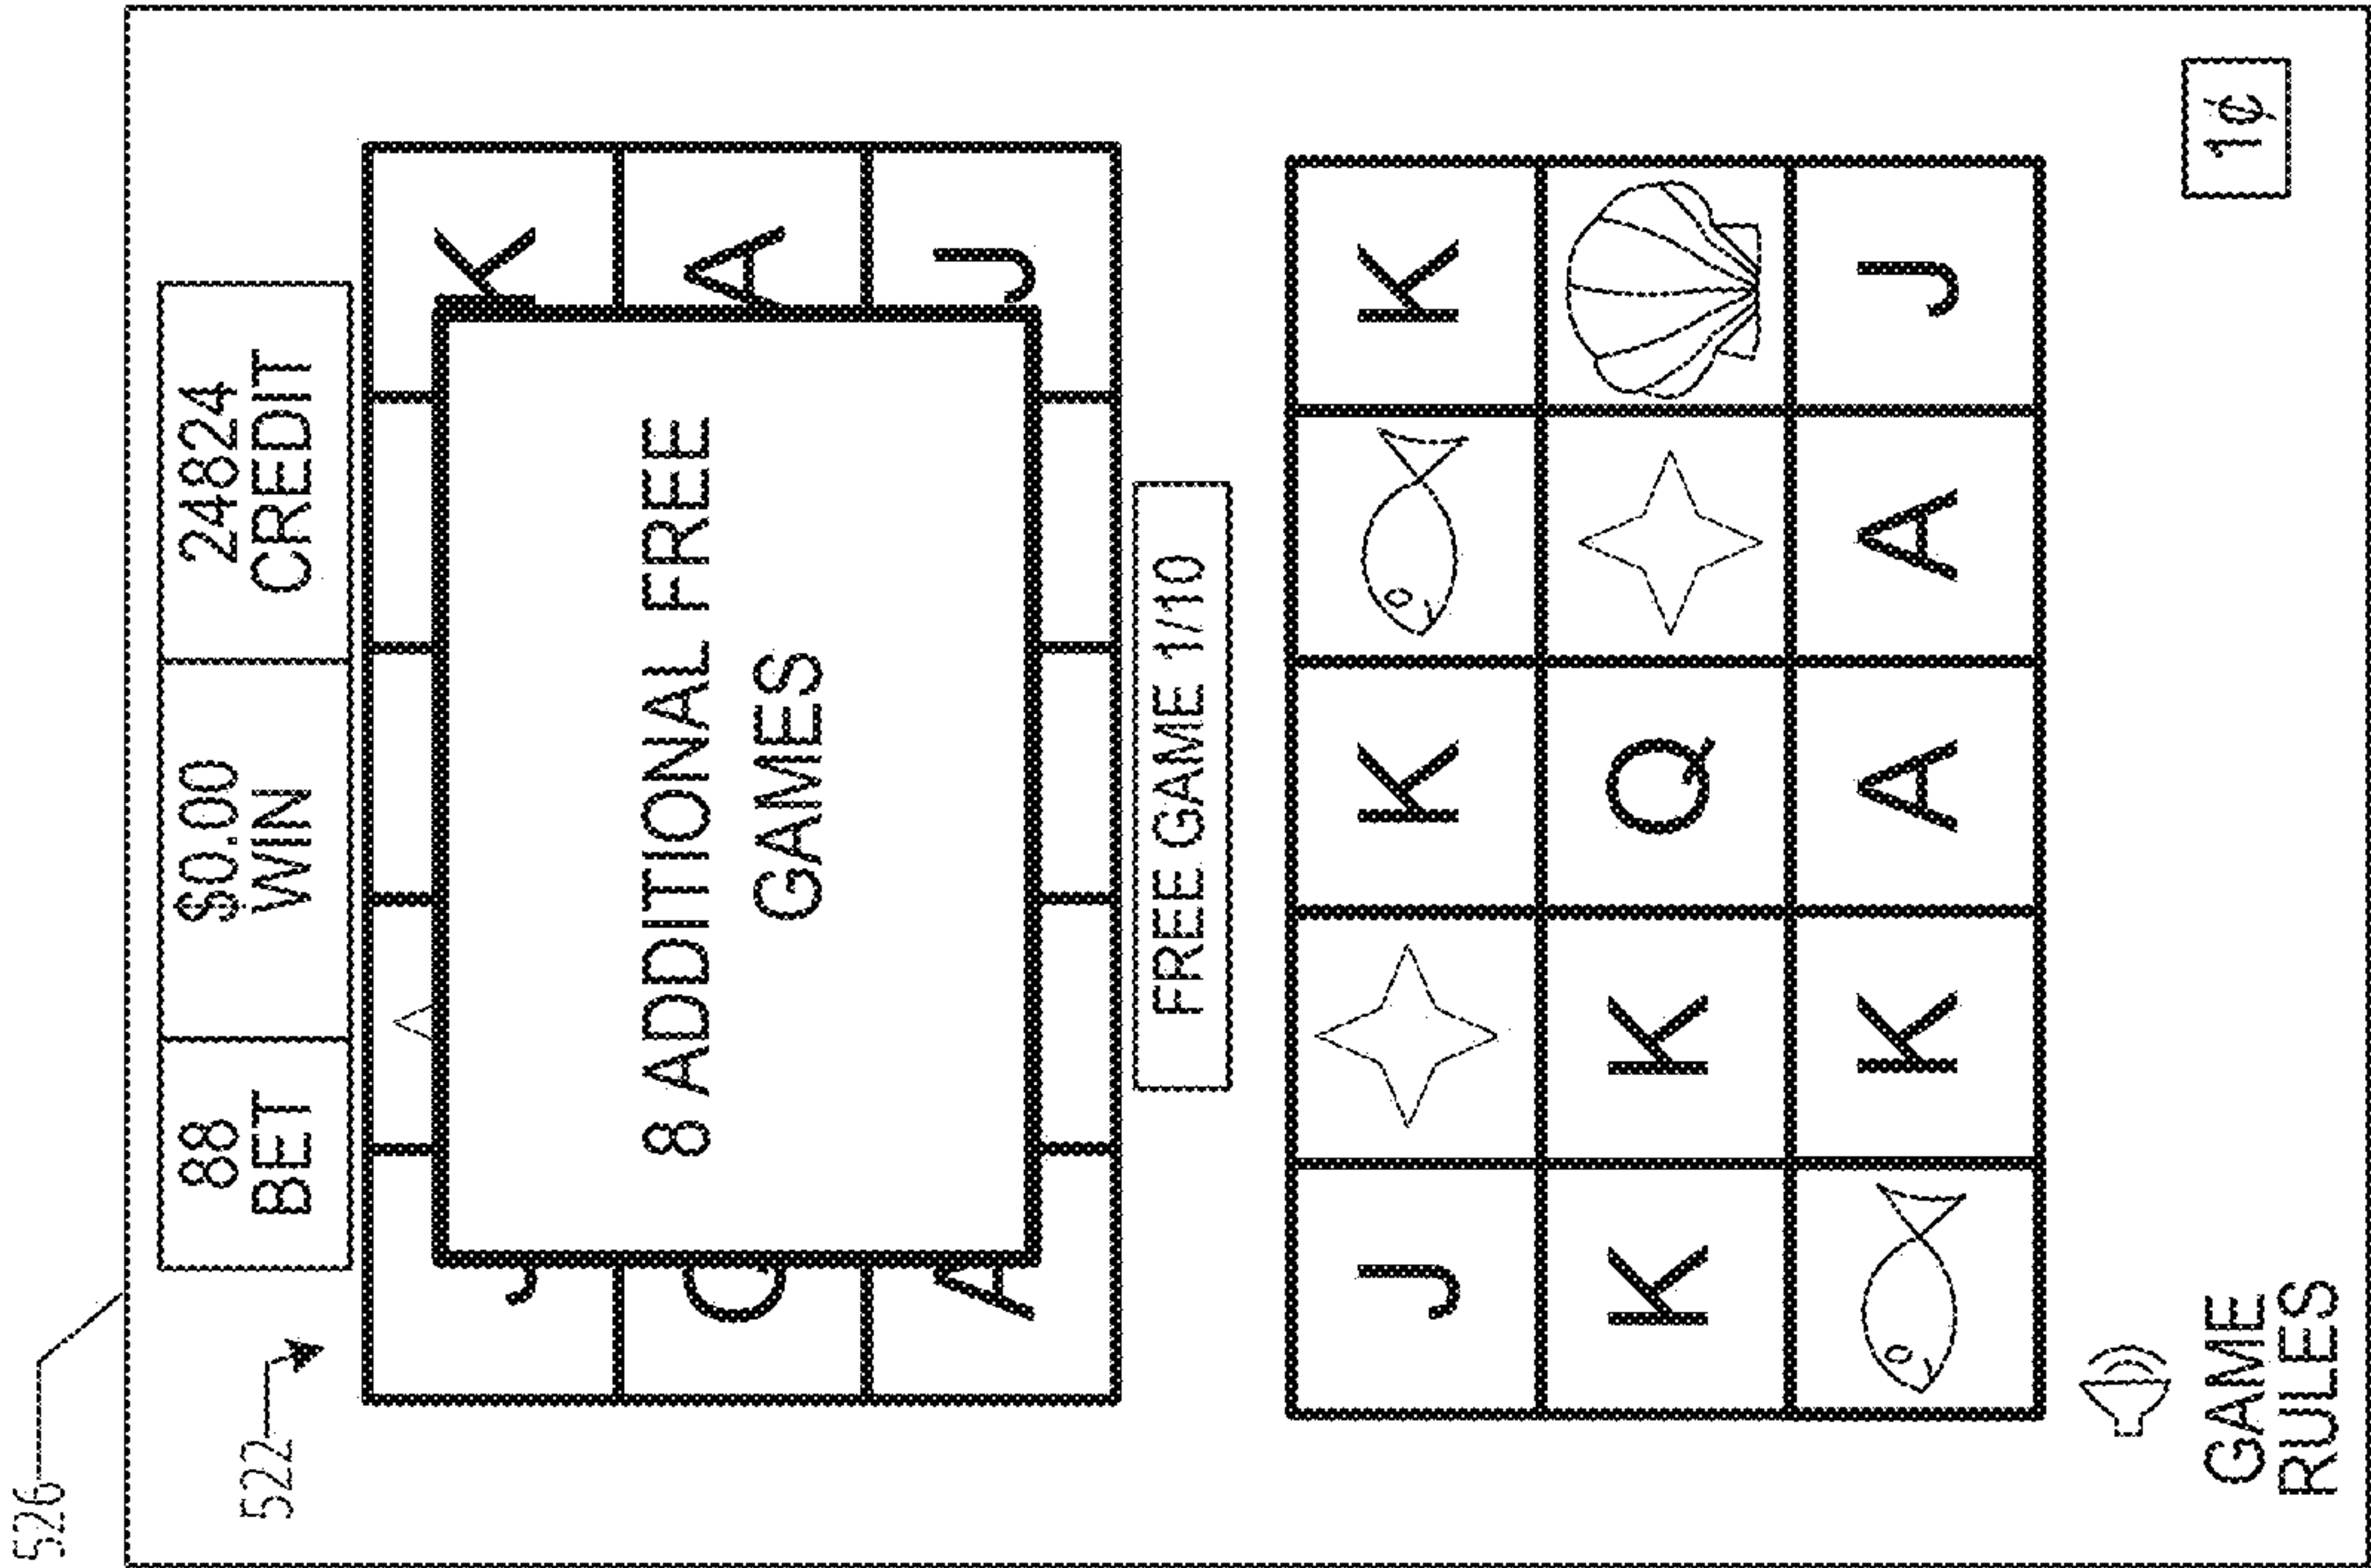 526
522
88 $0.00 24824
BET WIN CREDIT
J K
Q A
A J
8 ADDITIONAL FREE
GAMES
FREE GAME 1/10
J K K
K K Q
K A A J
GAME 1¢
RULES